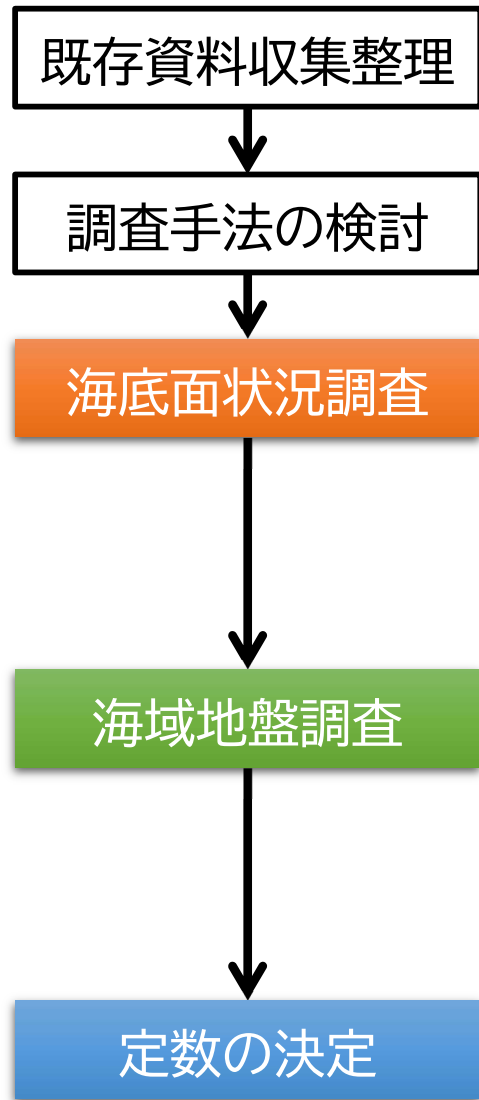 既存資料収集整理
調査手法の検討
海底面状況調査
海域地盤調査
定数の決定